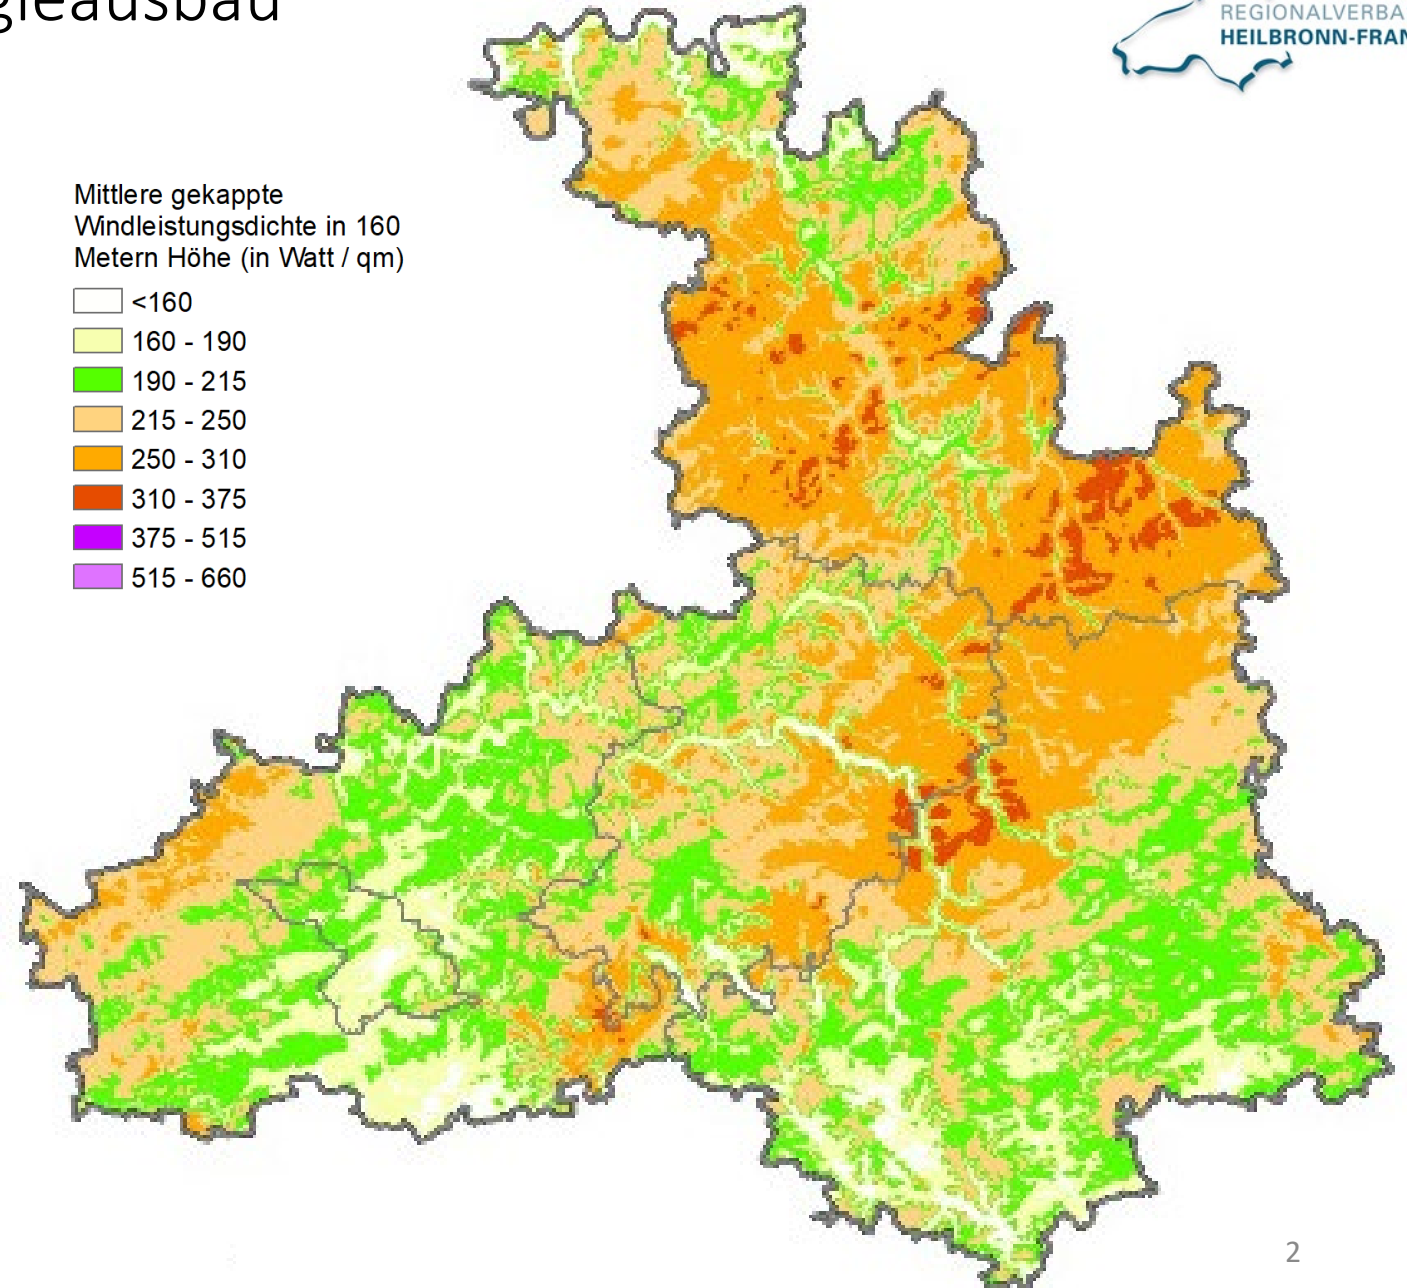 gieausbau
REGIONALVERBA
HEILBRONN-FRAN
Mittlere gekappte
Windleistungsdichte in 160
Metern Höhe (in Watt / qm)
<160
160 - 190
190 - 215
215 - 250
250 - 310
310 - 375
375 - 515
515 - 660
2